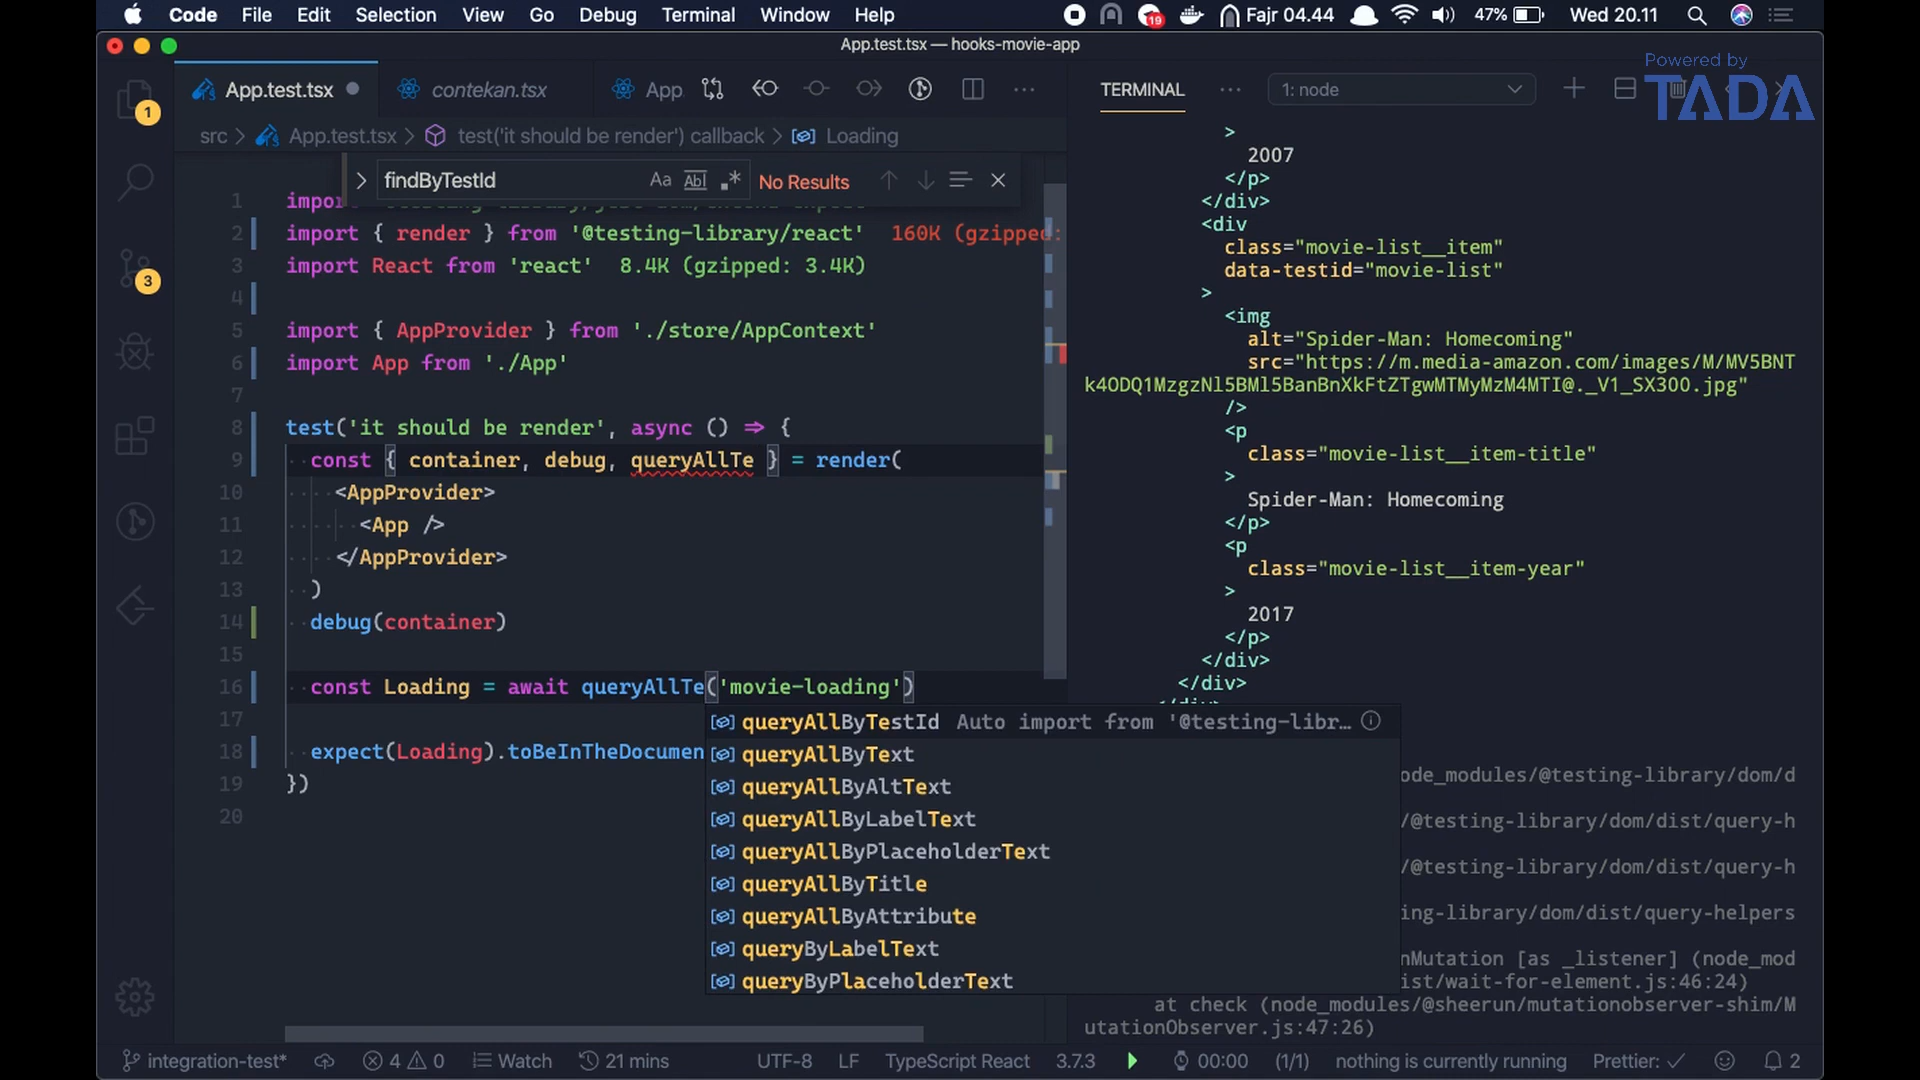 Code File Edit Selection View Go Debug Terminal Window Help
19 Fajr 04.44 47% Wed 20.11
App.test.tsx — hooks-movie-app
Powered by
TADA
App.test.tsx contekan.tsx App
TERMINAL 1: node
src > App.test.tsx > test('it should be render') callback > Loading
findByTestId Aa Abl No Results
1
3
1 impor
2 import { render } from '@testing-library/react' 160K (gzipped:
3 import React from 'react' 8.4K (gzipped: 3.4K)
4
5 import { AppProvider } from './store/AppContext'
6 import App from './App'
7
8 test('it should be render', async () => {
9 const { container, debug, queryAllTe } = render(
10 <AppProvider>
11 <App />
12 </AppProvider>
13 )
14 debug(container)
15
16 const Loading = await queryAllTe('movie-loading')
17
18 expect(Loading).toBeInTheDocumen
19 })
20
queryAllByTestId Auto import from '@testing-libr…
queryAllByText
queryAllByAltText
queryAllByLabelText
queryAllByPlaceholderText
queryAllByTitle
queryAllByAttribute
queryByLabelText
queryByPlaceholderText
>
2007
</p>
</div>
<div
class="movie-list__item"
data-testid="movie-list"
>
<img
alt="Spider-Man: Homecoming"
src="https://m.media-amazon.com/images/M/MV5BNT
k4ODQ1MzgzNl5BMl5BanBnXkFtZTgwMTMyMzM4MTI@._V1_SX300.jpg"
/>
<p
class="movie-list__item-title"
>
Spider-Man: Homecoming
</p>
<p
class="movie-list__item-year"
>
2017
</p>
</div>
</div>
ode_modules/@testing-library/dom/d
/@testing-library/dom/dist/query-h
/@testing-library/dom/dist/query-h
ting-library/dom/dist/query-helpers
nMutation [as _listener] (node_mod
ist/wait-for-element.js:46:24)
at check (node_modules/@sheerun/mutationobserver-shim/M
utationObserver.js:47:26)
integration-test* 4 0 Watch 21 mins UTF-8 LF TypeScript React 3.7.3 00:00 (1/1) nothing is currently running Prettier: ✓ 2